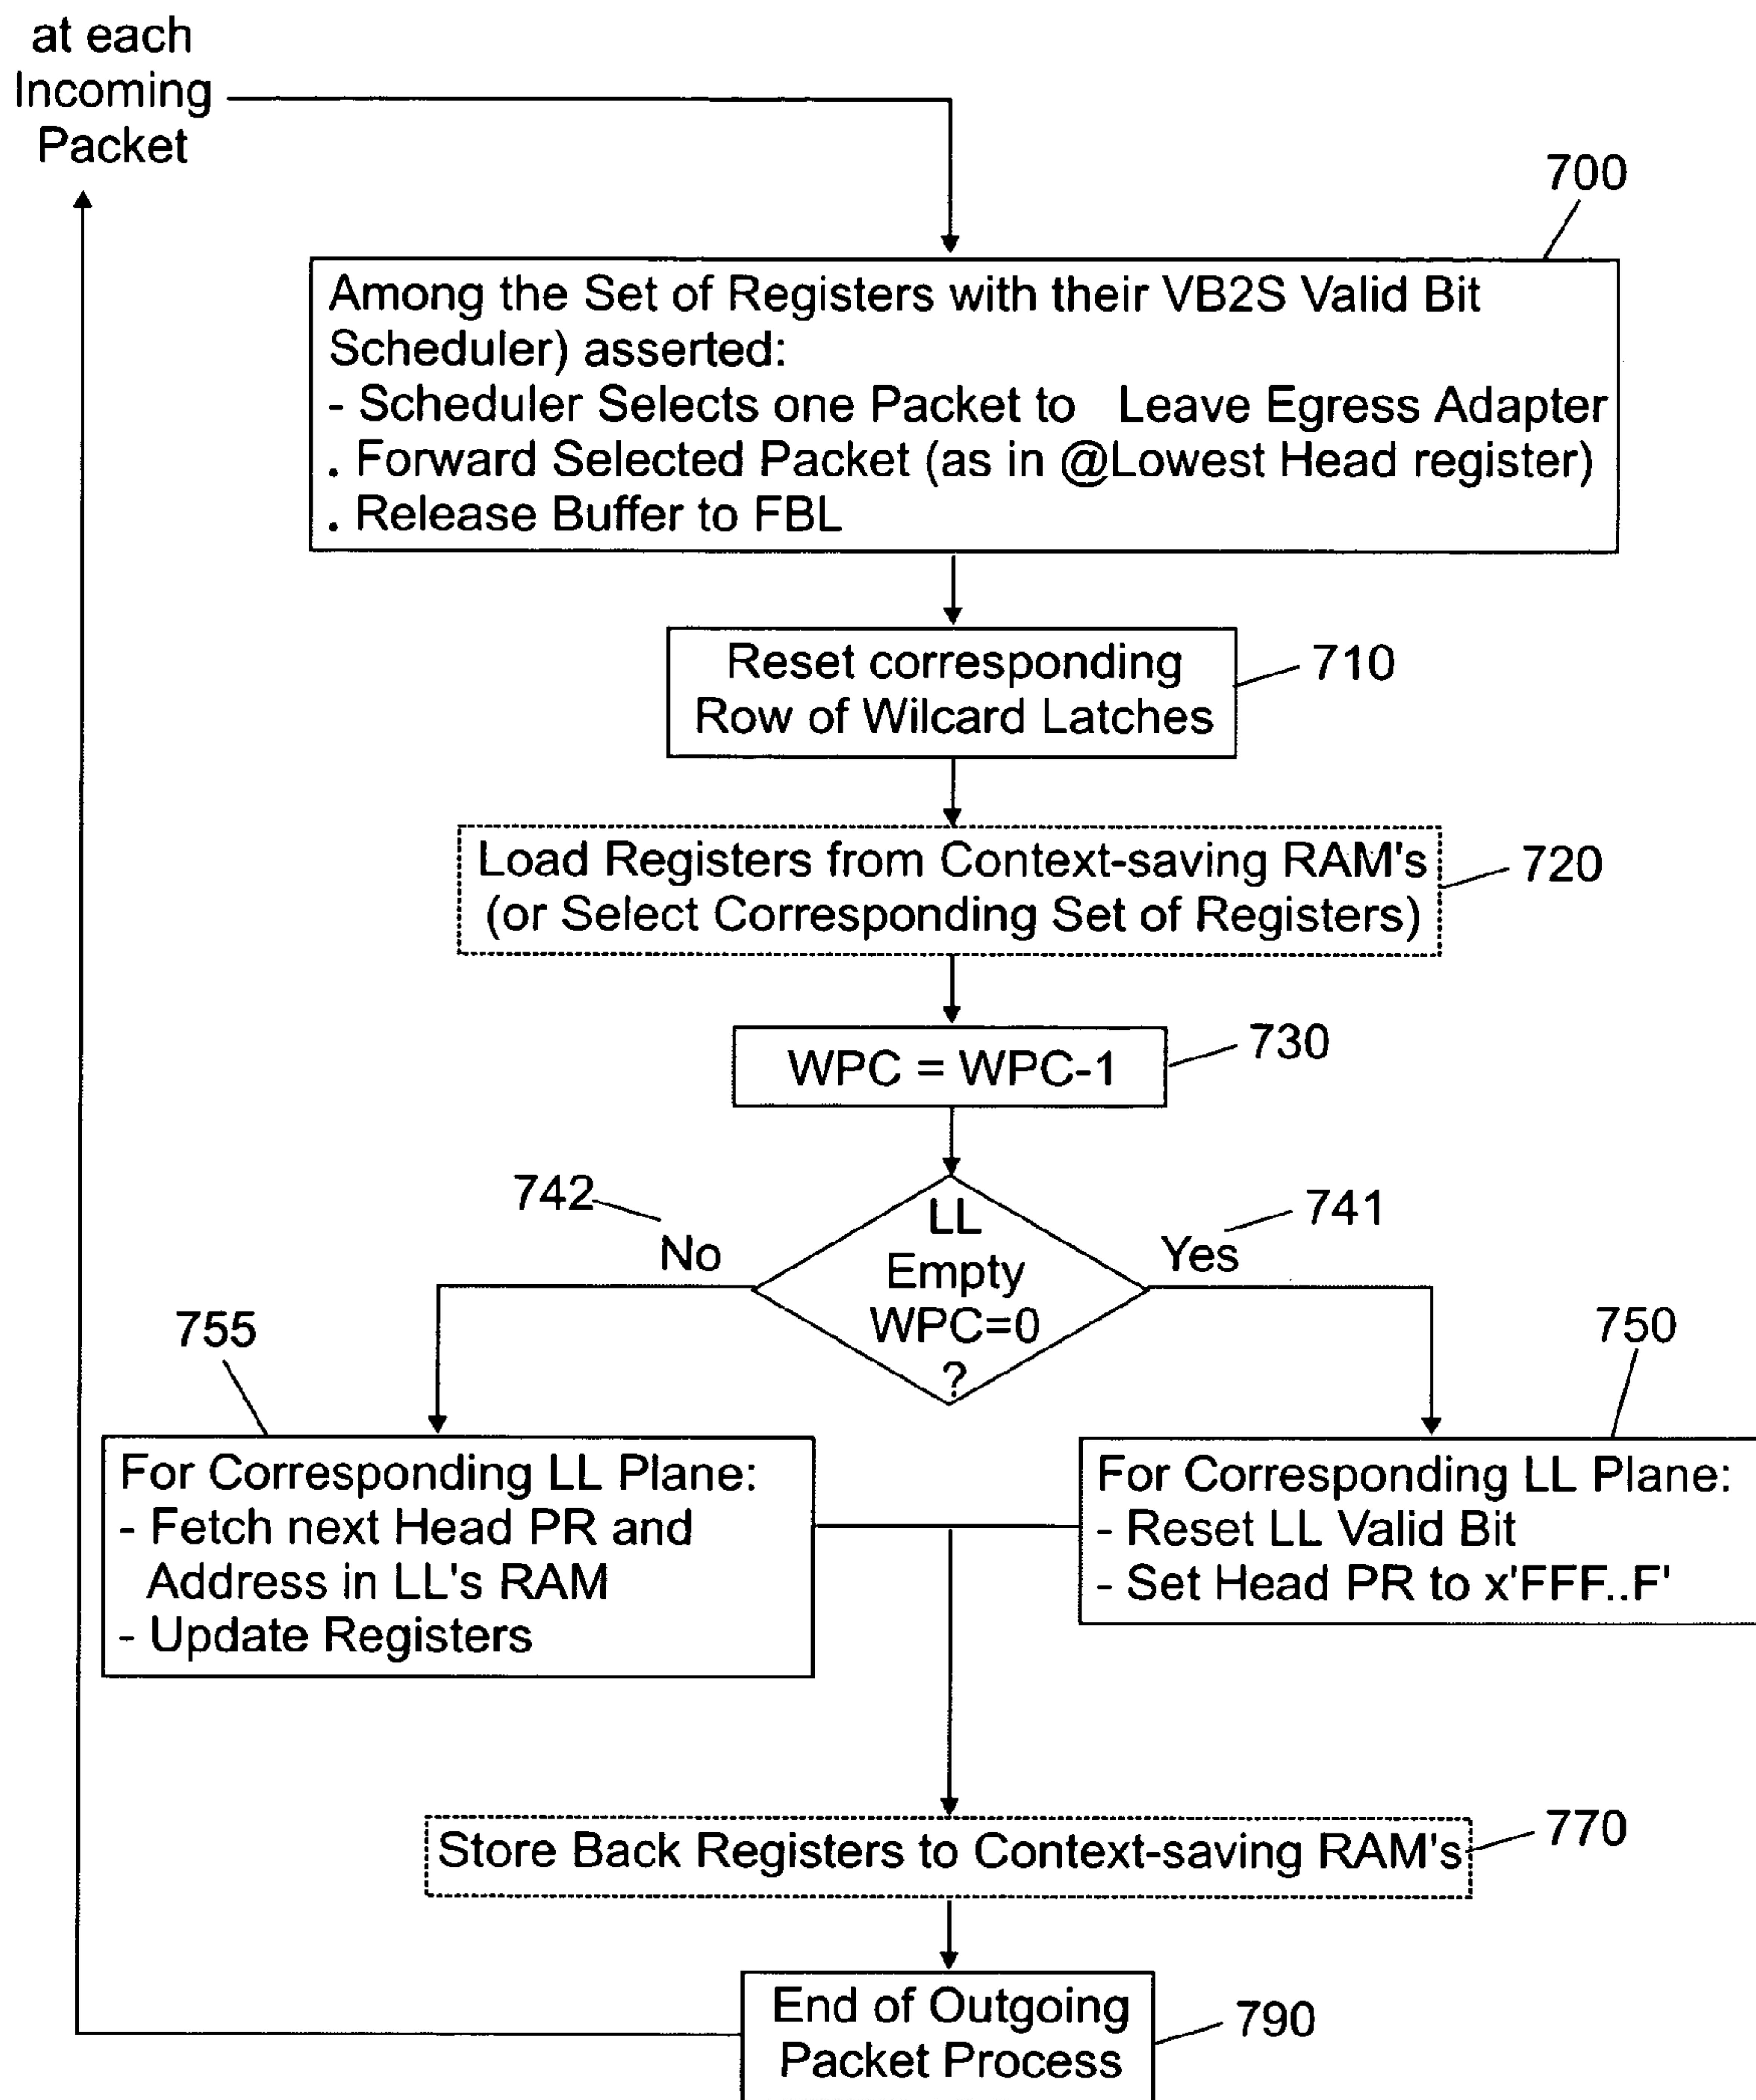 at each
Incoming
Packet
700
Among the Set of Registers with their VB2S Valid Bit
Scheduler) asserted:
- Scheduler Selects one Packet to Leave Egress Adapter
. Forward Selected Packet (as in @Lowest Head register)
. Release Buffer to FBL
Reset corresponding
Row of Wilcard Latches
710
Load Registers from Context-saving RAM's
(or Select Corresponding Set of Registers)
720
WPC = WPC-1
730
742
No
LL
Empty
WPC=0
?
741
Yes
755
For Corresponding LL Plane:
- Fetch next Head PR and
Address in LL's RAM
- Update Registers
750
For Corresponding LL Plane:
- Reset LL Valid Bit
- Set Head PR to x'FFF..F'
Store Back Registers to Context-saving RAM's
770
End of Outgoing
Packet Process
790